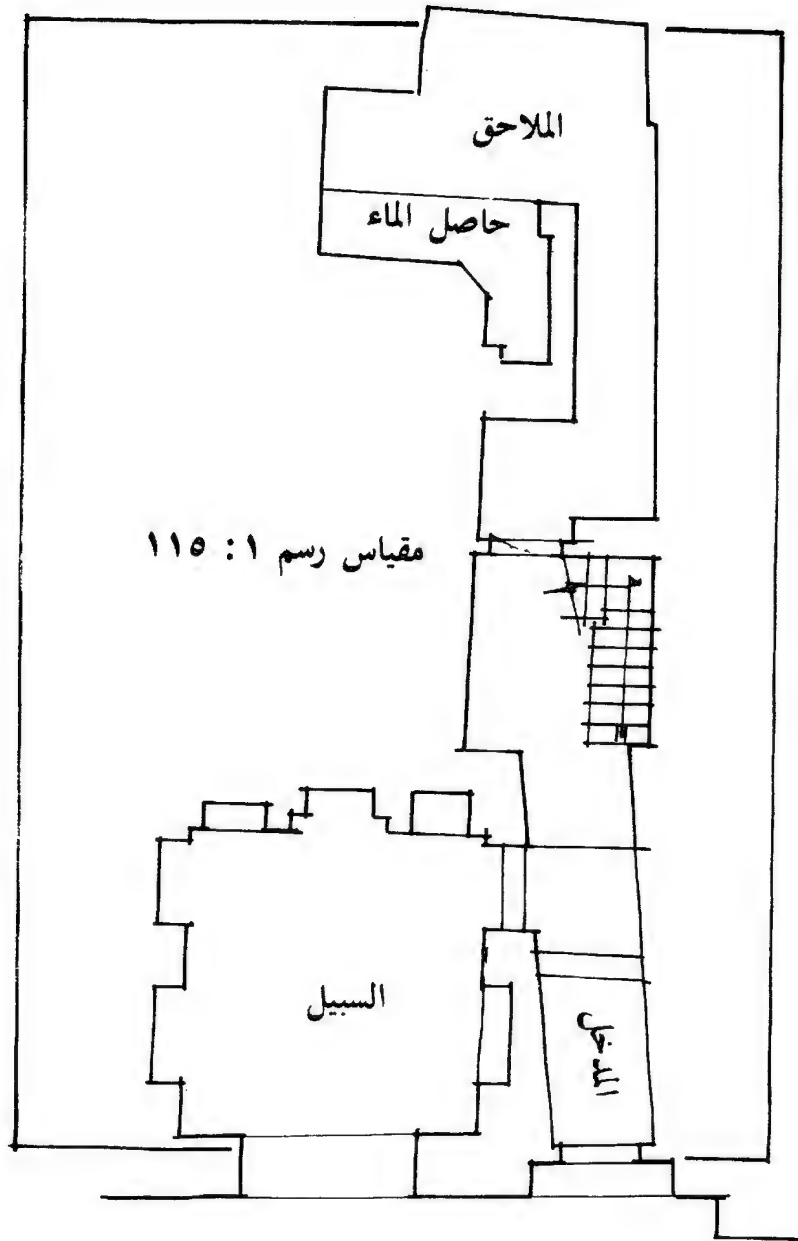 الملاحق
حاصل الماء
مقياس رسم ١: ١١٥
السبيل
المدخل